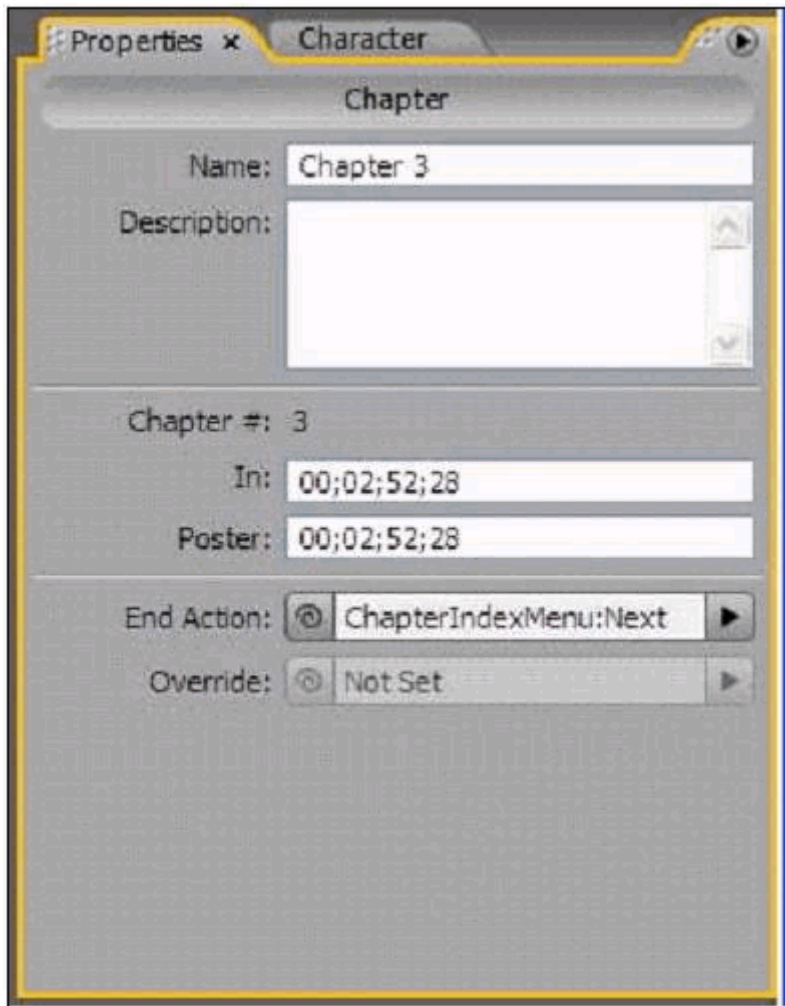 Properties x Character
Chapter
Name: Chapter 3
Description:
Chapter #: 3
In: 00;02;52;28
Poster: 00;02;52;28
End Action: ChapterIndexMenu:Next
Override: Not Set